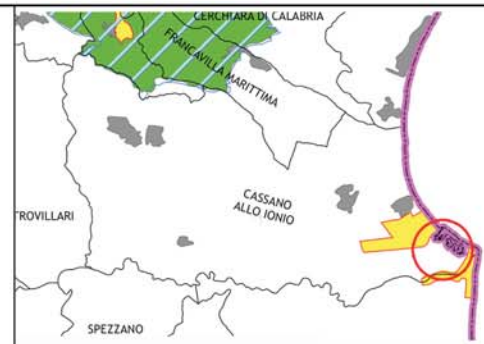 CERCHIARA DI CALABRIA
FRANCAVILLA MARITTIMA
CASSANO
ALLO IONIO
TROVILLARI
SPEZZANO